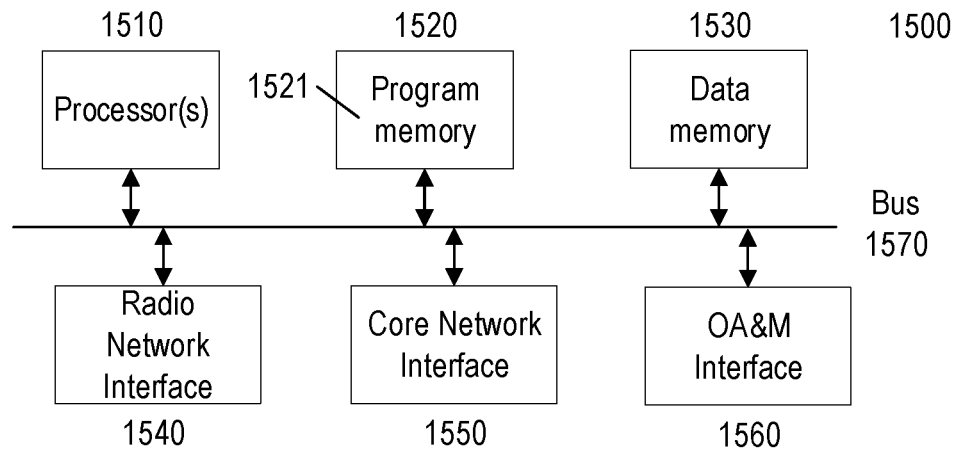 1510
1520
1530
1500
Processor(s)
1521
Program
memory
Data
memory
Bus
1570
Radio
Network
Interface
Core Network
Interface
OA&M
Interface
1540
1550
1560